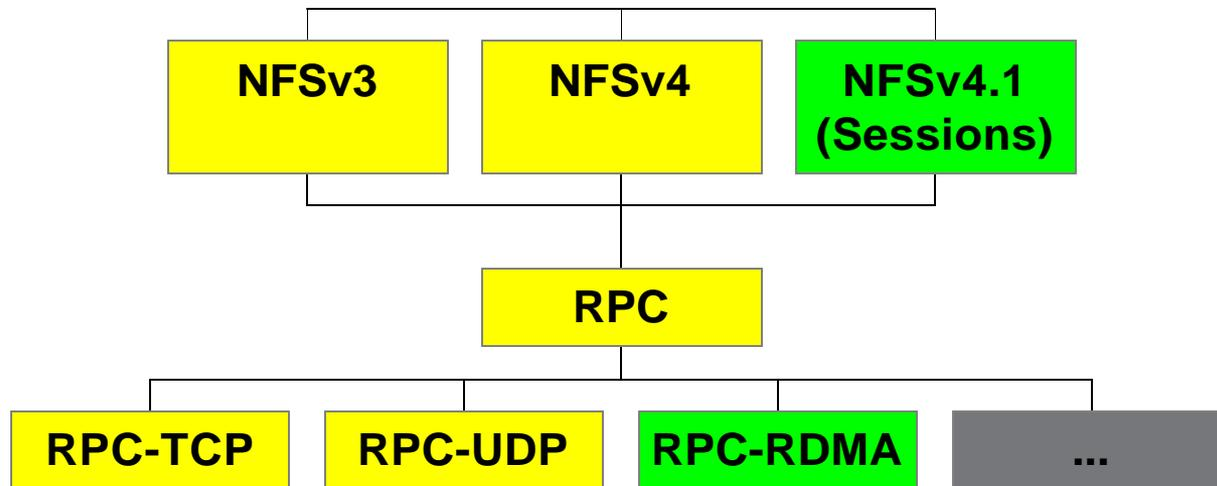 NFSv3
NFSv4
NFSv4.1
(Sessions)
RPC
RPC-TCP
RPC-UDP
RPC-RDMA
...